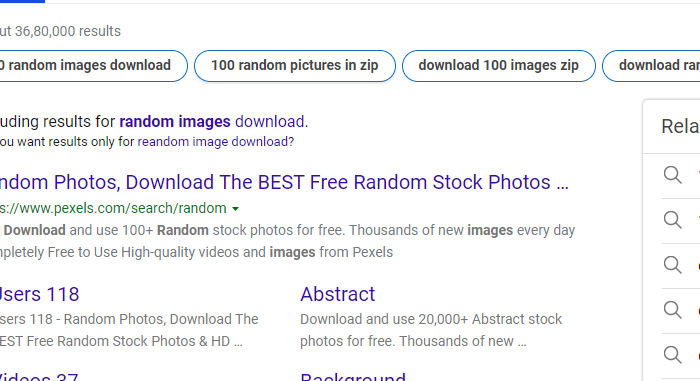 ut 36,80,000 results
0 random images download
100 random pictures in zip
download 100 images zip
download ran
uding results for random images download.
ou want results only for reandom image download?
Rela
ndom Photos, Download The BEST Free Random Stock Photos ...
s://www.pexels.com/search/random
Download and use 100+ Random stock photos for free. Thousands of new images every day
mpletely Free to Use High-quality videos and images from Pexels
Users 118
Abstract
sers 118 - Random Photos, Download The
Download and use 20,000+ Abstract stock
EST Free Random Stock Photos & HD ...
photos for free. Thousands of new ...
Videos 37
Background